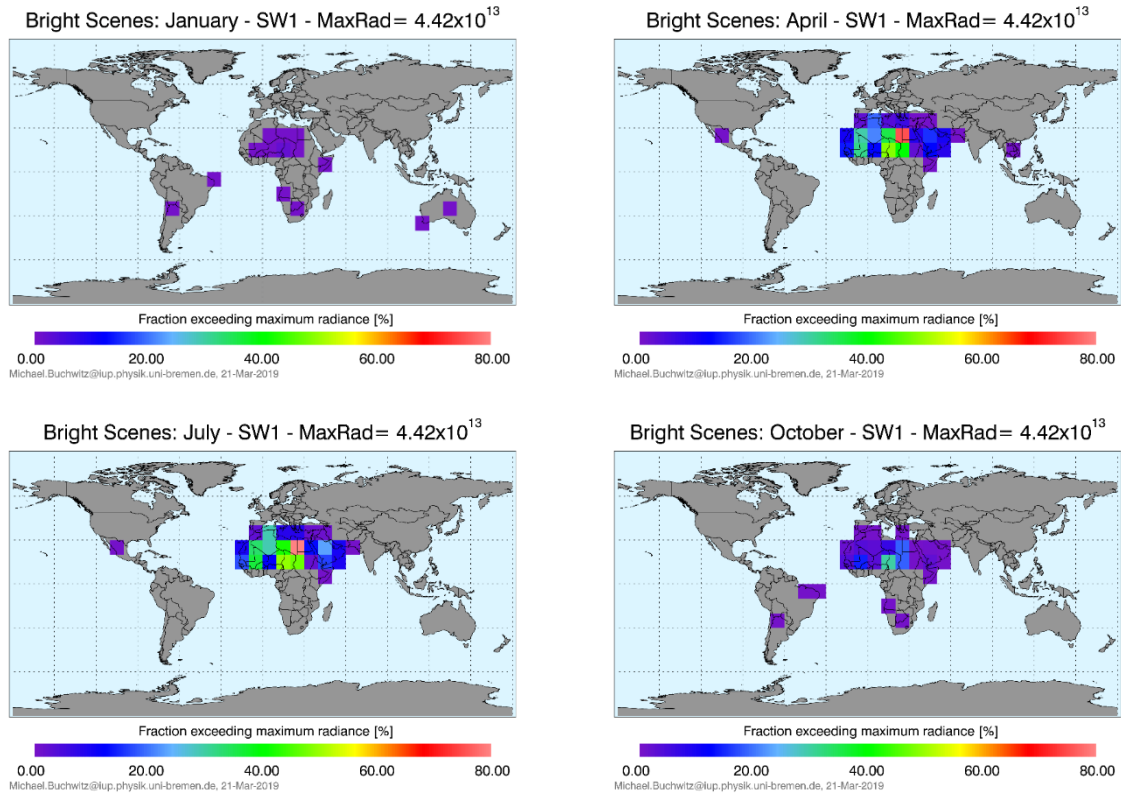 Bright Scenes: January - SW1 - MaxRad= 4.42x10^13
Fraction exceeding maximum radiance [%]
0.00 20.00 40.00 60.00 80.00
Michael.Buchwitz@iup.physik.uni-bremen.de, 21-Mar-2019
Bright Scenes: April - SW1 - MaxRad= 4.42x10^13
Fraction exceeding maximum radiance [%]
0.00 20.00 40.00 60.00 80.00
Michael.Buchwitz@iup.physik.uni-bremen.de, 21-Mar-2019
Bright Scenes: July - SW1 - MaxRad= 4.42x10^13
Fraction exceeding maximum radiance [%]
0.00 20.00 40.00 60.00 80.00
Michael.Buchwitz@iup.physik.uni-bremen.de, 21-Mar-2019
Bright Scenes: October - SW1 - MaxRad= 4.42x10^13
Fraction exceeding maximum radiance [%]
0.00 20.00 40.00 60.00 80.00
Michael.Buchwitz@iup.physik.uni-bremen.de, 21-Mar-2019